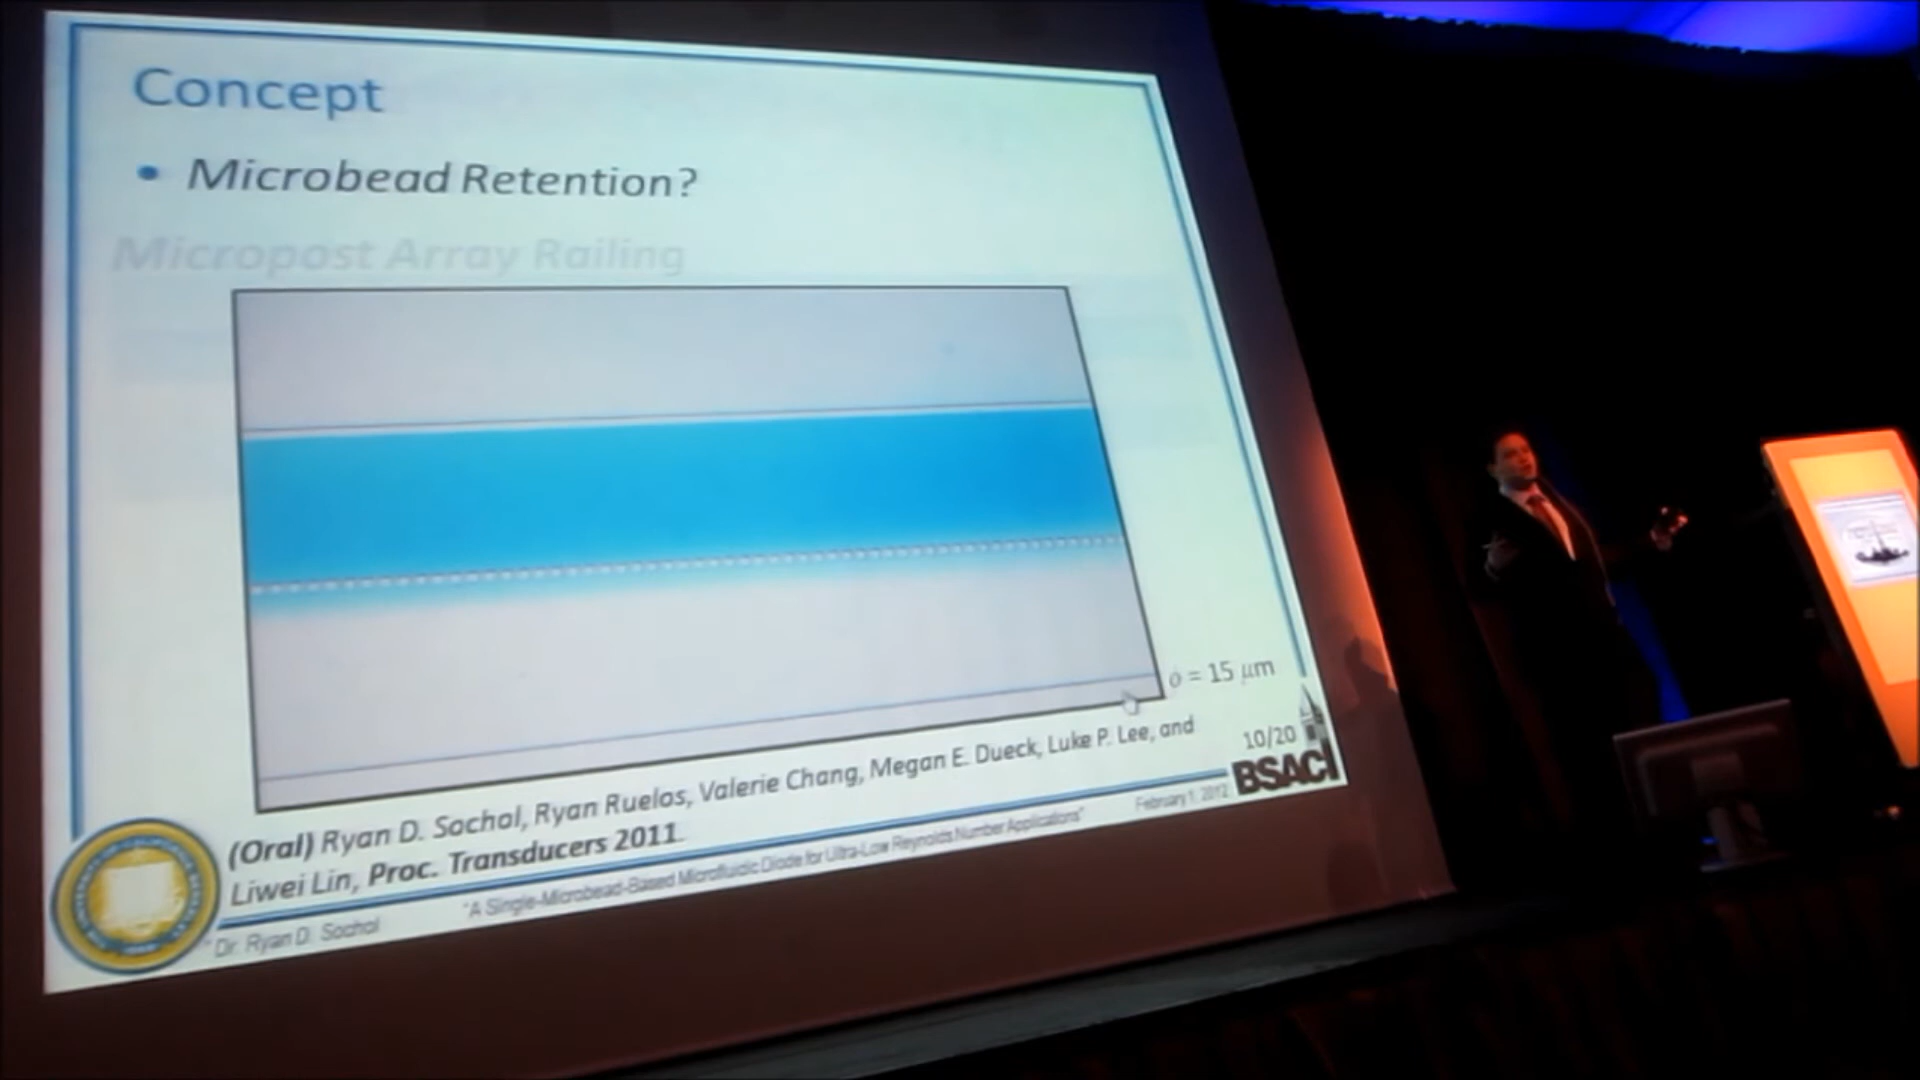 Concept
• Microbead Retention?
Micropost Array Railing
ϕ = 15 μm
(Oral) Ryan D. Sochol, Ryan Ruelos, Valerie Chang, Megan E. Dueck, Luke P. Lee, and
Liwei Lin, Proc. Transducers 2011.
10/20
BSAC
* Dr. Ryan D. Sochol
"A Single-Microbead-Based Microfluidic Diode for Ultra-Low Reynolds Number Applications"
February 1, 2012